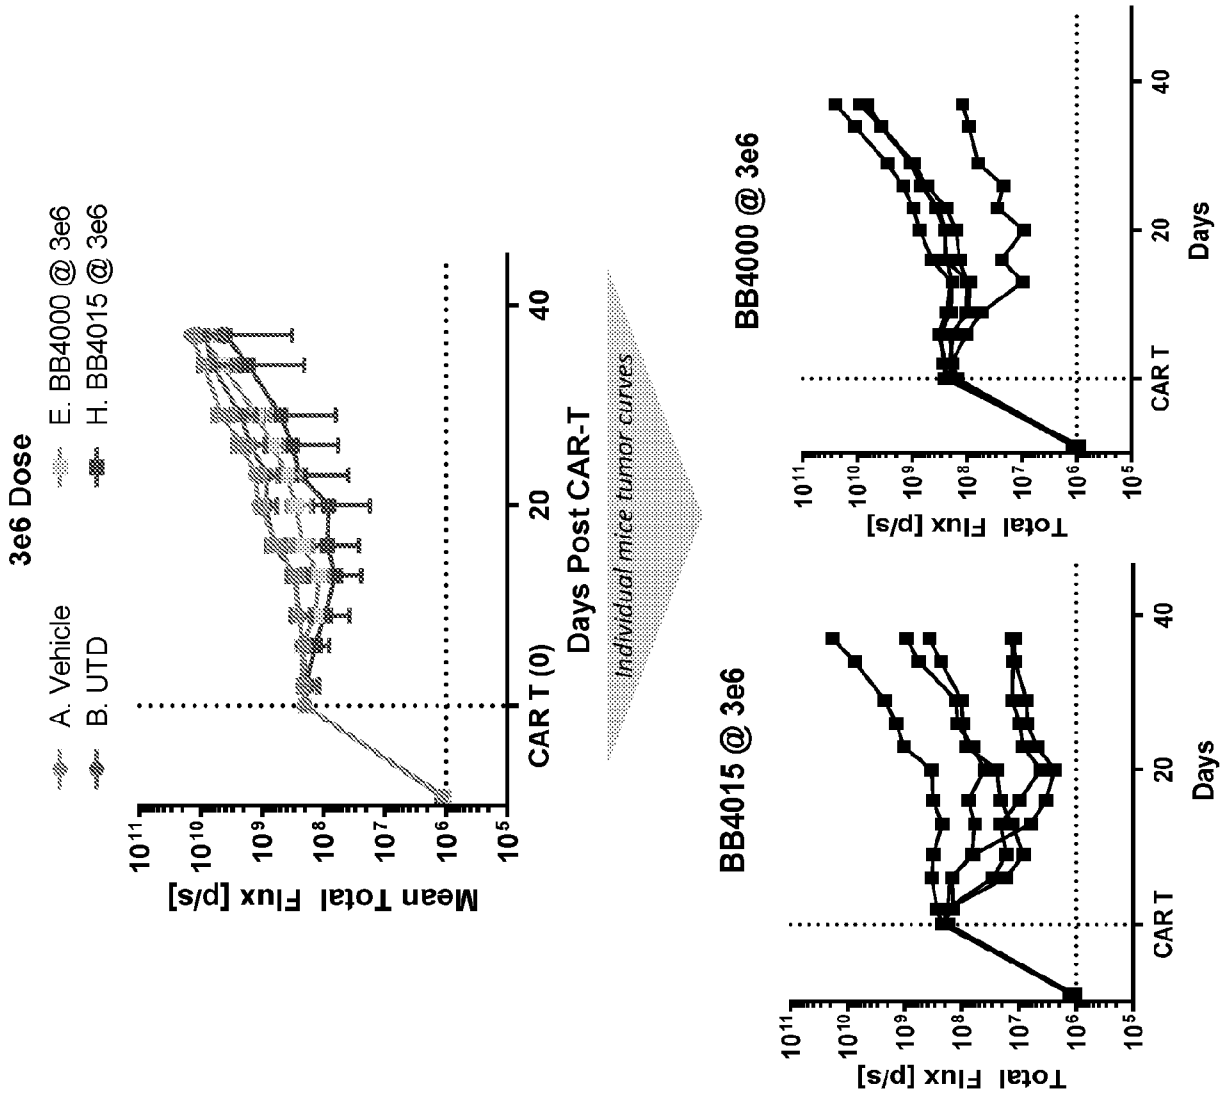 3e6 Dose
A. Vehicle
E. BB4000 @ 3e6
B. UTD
H. BB4015 @ 3e6
Mean Total Flux [p/s]
10¹¹
10¹⁰
10⁹
10⁸
10⁷
10⁶
10⁵
CAR T (0)
20
40
Days Post CAR-T
Individual mice tumor curves
BB4015 @ 3e6
Total Flux [p/s]
10¹¹
10¹⁰
10⁹
10⁸
10⁷
10⁶
10⁵
CAR T
20
40
Days
BB4000 @ 3e6
Total Flux [p/s]
10¹¹
10¹⁰
10⁹
10⁸
10⁷
10⁶
10⁵
CAR T
20
40
Days